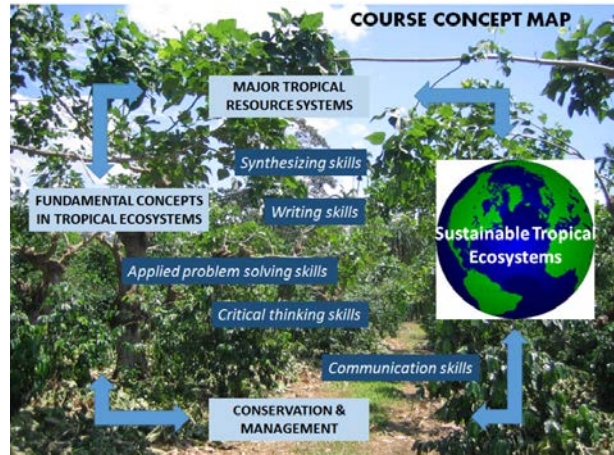 COURSE CONCEPT MAP
MAJOR TROPICAL
RESOURCE SYSTEMS
Synthesizing skills
FUNDAMENTAL CONCEPTS
IN TROPICAL ECOSYSTEMS
Writing skills
Sustainable Tropical
Ecosystems
Applied problem solving skills
Critical thinking skills
Communication skills
CONSERVATION &
MANAGEMENT